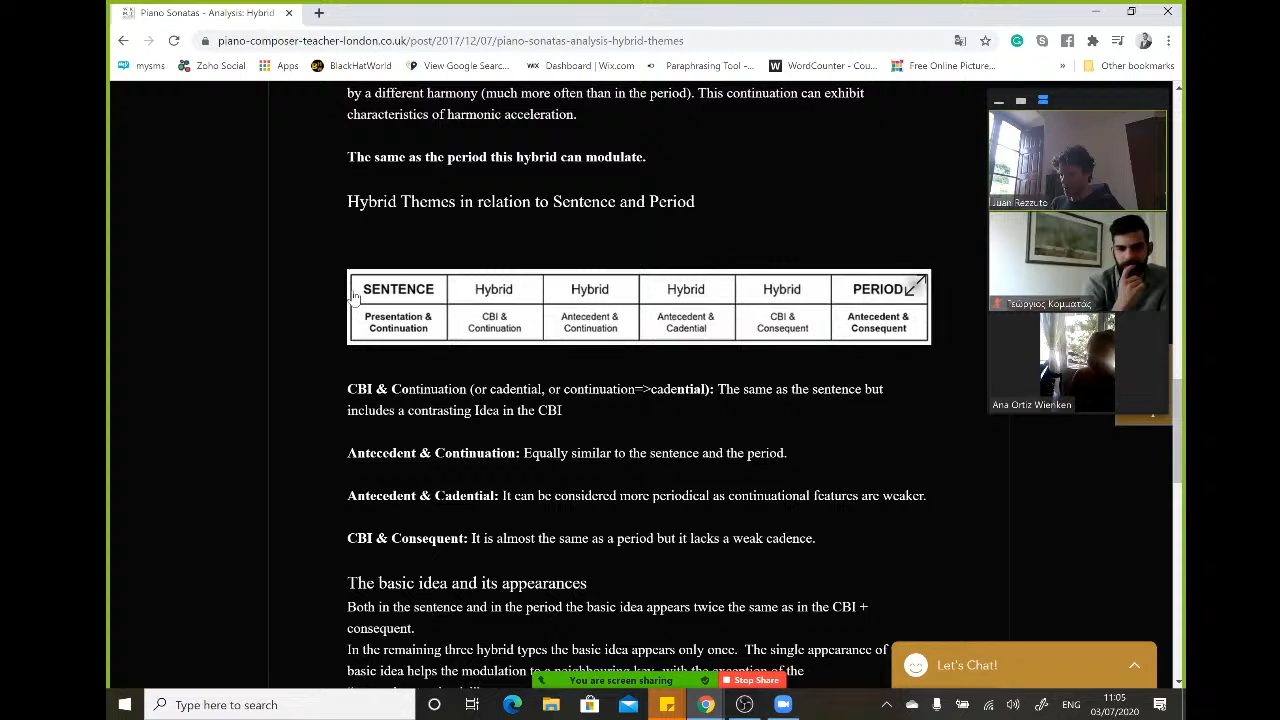 Piano Sonatas - Analysis: Hybrid
piano-composer-teacher-london.co.uk/post/2017/12/07/piano-sonatas-analysis-hybrid-themes
mysms
Zoho Social
Apps
BlackHatWorld
View Google Searc...
Dashboard | Wix.com
Paraphrasing Tool -...
WordCounter - Cou...
Free Online Pictur...
Other bookmarks
by a different harmony (much more often than in the period). This continuation can exhibit
characteristics of harmonic acceleration.
The same as the period this hybrid can modulate.
Hybrid Themes in relation to Sentence and Period
SENTENCE Hybrid Hybrid Hybrid Hybrid PERIOD
Presentation & CBI & Antecedent & Antecedent & CBI & Antecedent &
Continuation Continuation Continuation Cadential Consequent Consequent
CBI & Continuation (or cadential, or continuation=>cadential): The same as the sentence but
includes a contrasting Idea in the CBI
Antecedent & Continuation: Equally similar to the sentence and the period.
Antecedent & Cadential: It can be considered more periodical as continuational features are weaker.
CBI & Consequent: It is almost the same as a period but it lacks a weak cadence.
The basic idea and its appearances
Both in the sentence and in the period the basic idea appears twice the same as in the CBI +
consequent.
In the remaining three hybrid types the basic idea appears only once. The single appearance of
basic idea helps the modulation to a neighbouring key, with the exception of the
Juan Rezzuto
Γεώργιος Κομματάς
Ana Ortiz Wienken
Let's Chat!
You are screen sharing
Stop Share
Type here to search
ENG
11:05
03/07/2020